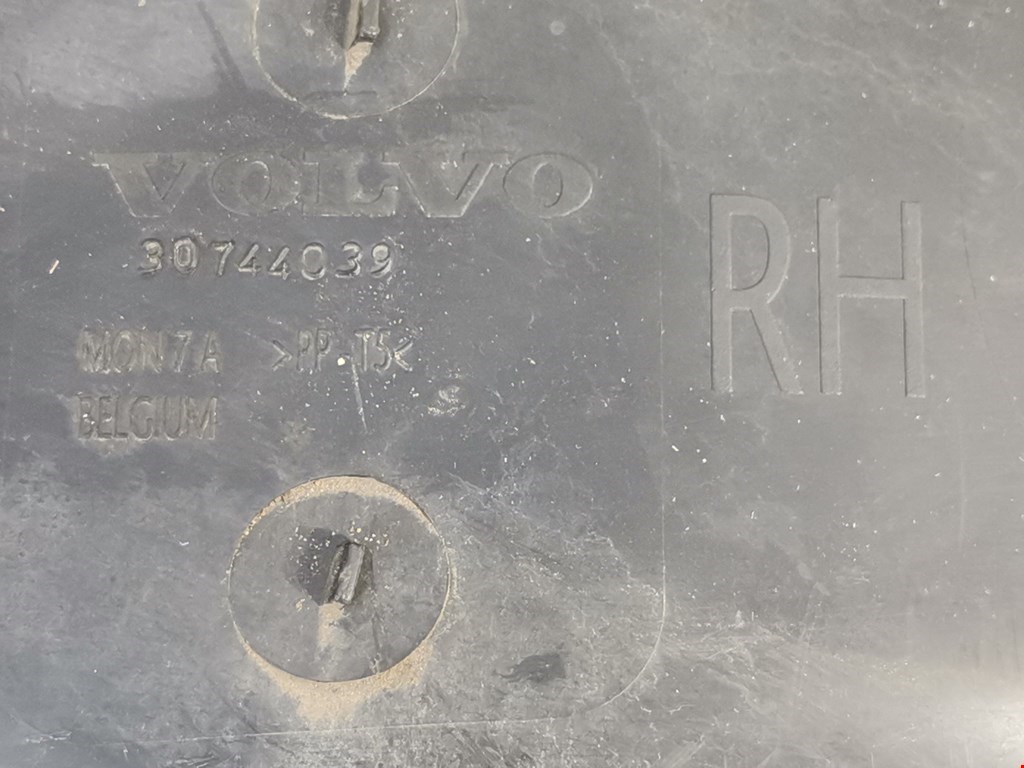 VOLVO
30744039
MON 7 A >PP T5<
BELGIUM
RH